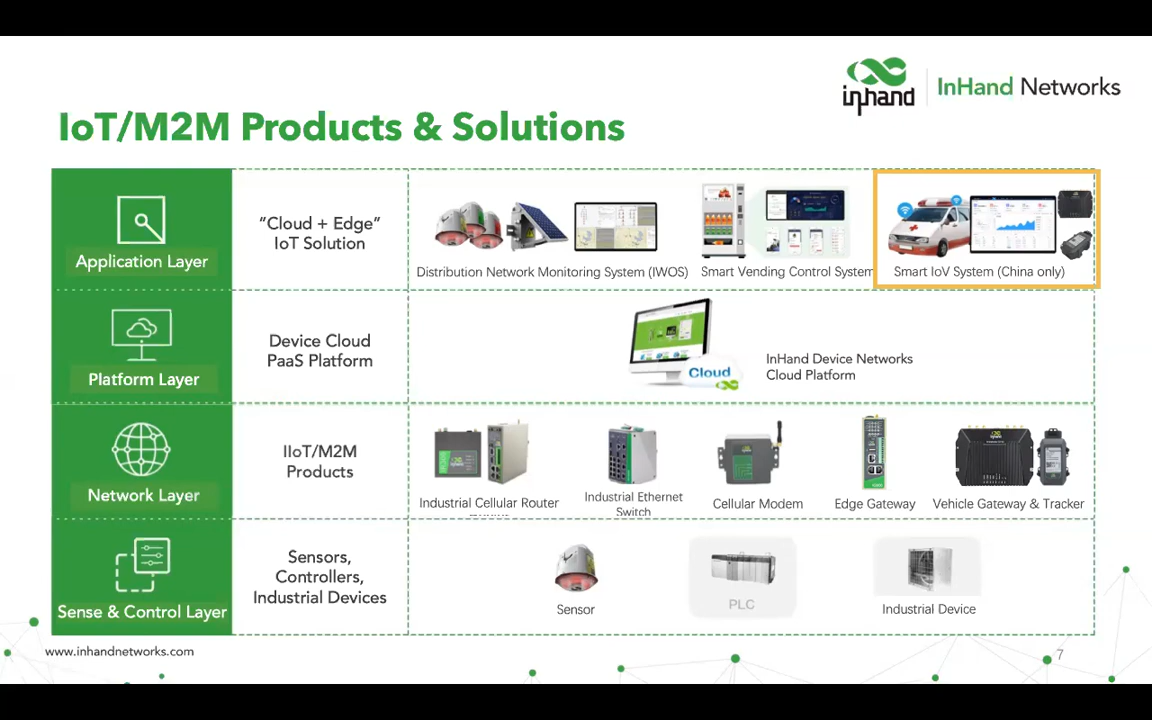 inhand
InHand Networks
IoT/M2M Products & Solutions
Application Layer
"Cloud + Edge"
IoT Solution
Distribution Network Monitoring System (IWOS)
Smart Vending Control System
Smart IoV System (China only)
Platform Layer
Device Cloud
PaaS Platform
Cloud
InHand Device Networks
Cloud Platform
Network Layer
IIoT/M2M
Products
Industrial Cellular Router
Industrial Ethernet
Switch
Cellular Modem
Edge Gateway
Vehicle Gateway & Tracker
Sense & Control Layer
Sensors,
Controllers,
Industrial Devices
Sensor
PLC
Industrial Device
www.inhandnetworks.com
7